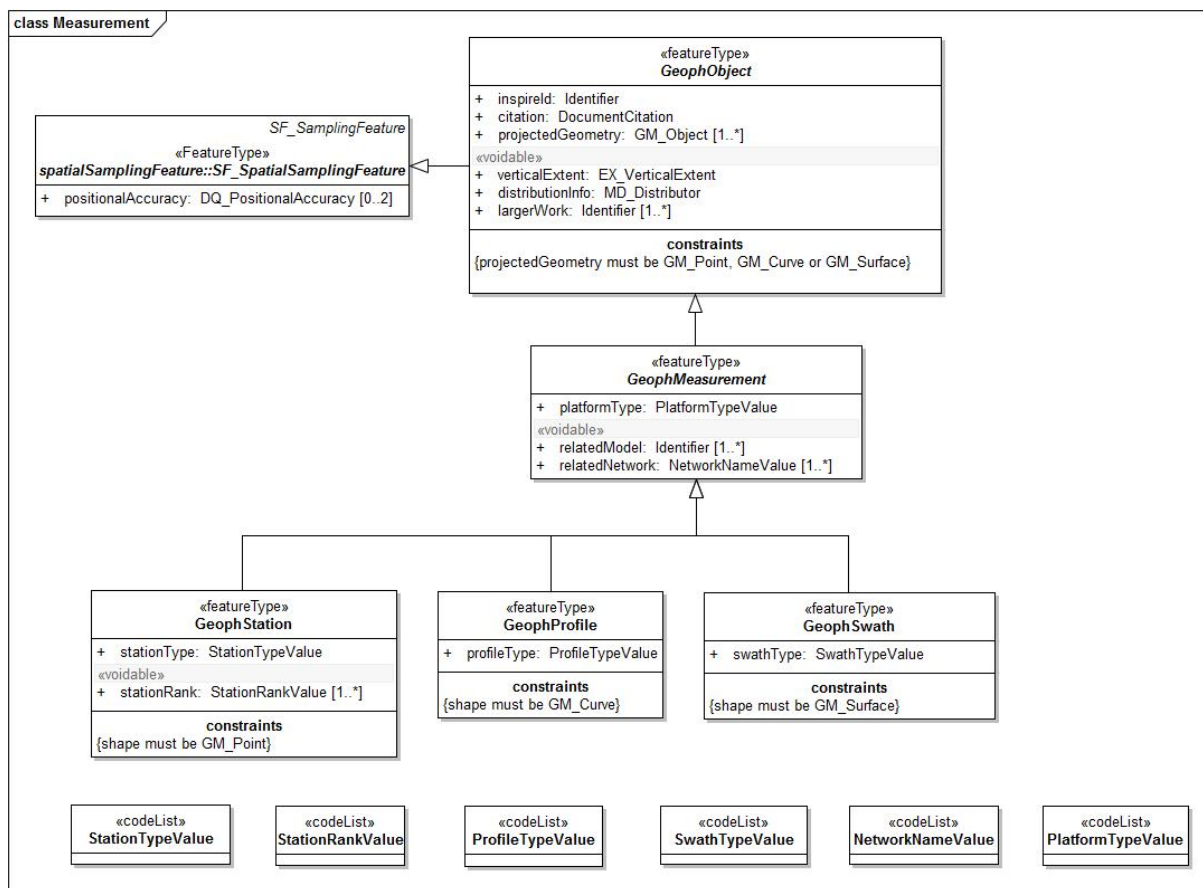 class Measurement
«featureType»
GeophObject
+ inspireId: Identifier
+ citation: DocumentCitation
+ projectedGeometry: GM_Object [1..*]
«voidable»
+ verticalExtent: EX_VerticalExtent
+ distributionInfo: MD_Distributor
+ largerWork: Identifier [1..*]
constraints
{projectedGeometry must be GM_Point, GM_Curve or GM_Surface}
SF_SamplingFeature
«FeatureType»
spatialSamplingFeature::SF_SpatialSamplingFeature
+ positionalAccuracy: DQ_PositionalAccuracy [0..2]
«featureType»
GeophMeasurement
+ platformType: PlatformTypeValue
«voidable»
+ relatedModel: Identifier [1..*]
+ relatedNetwork: NetworkNameValue [1..*]
«featureType»
GeophStation
+ stationType: StationTypeValue
«voidable»
+ stationRank: StationRankValue [1..*]
constraints
{shape must be GM_Point}
«featureType»
GeophProfile
+ profileType: ProfileTypeValue
constraints
{shape must be GM_Curve}
«featureType»
GeophSwath
+ swathType: SwathTypeValue
constraints
{shape must be GM_Surface}
«codeList»
StationTypeValue
«codeList»
StationRankValue
«codeList»
ProfileTypeValue
«codeList»
SwathTypeValue
«codeList»
NetworkNameValue
«codeList»
PlatformTypeValue